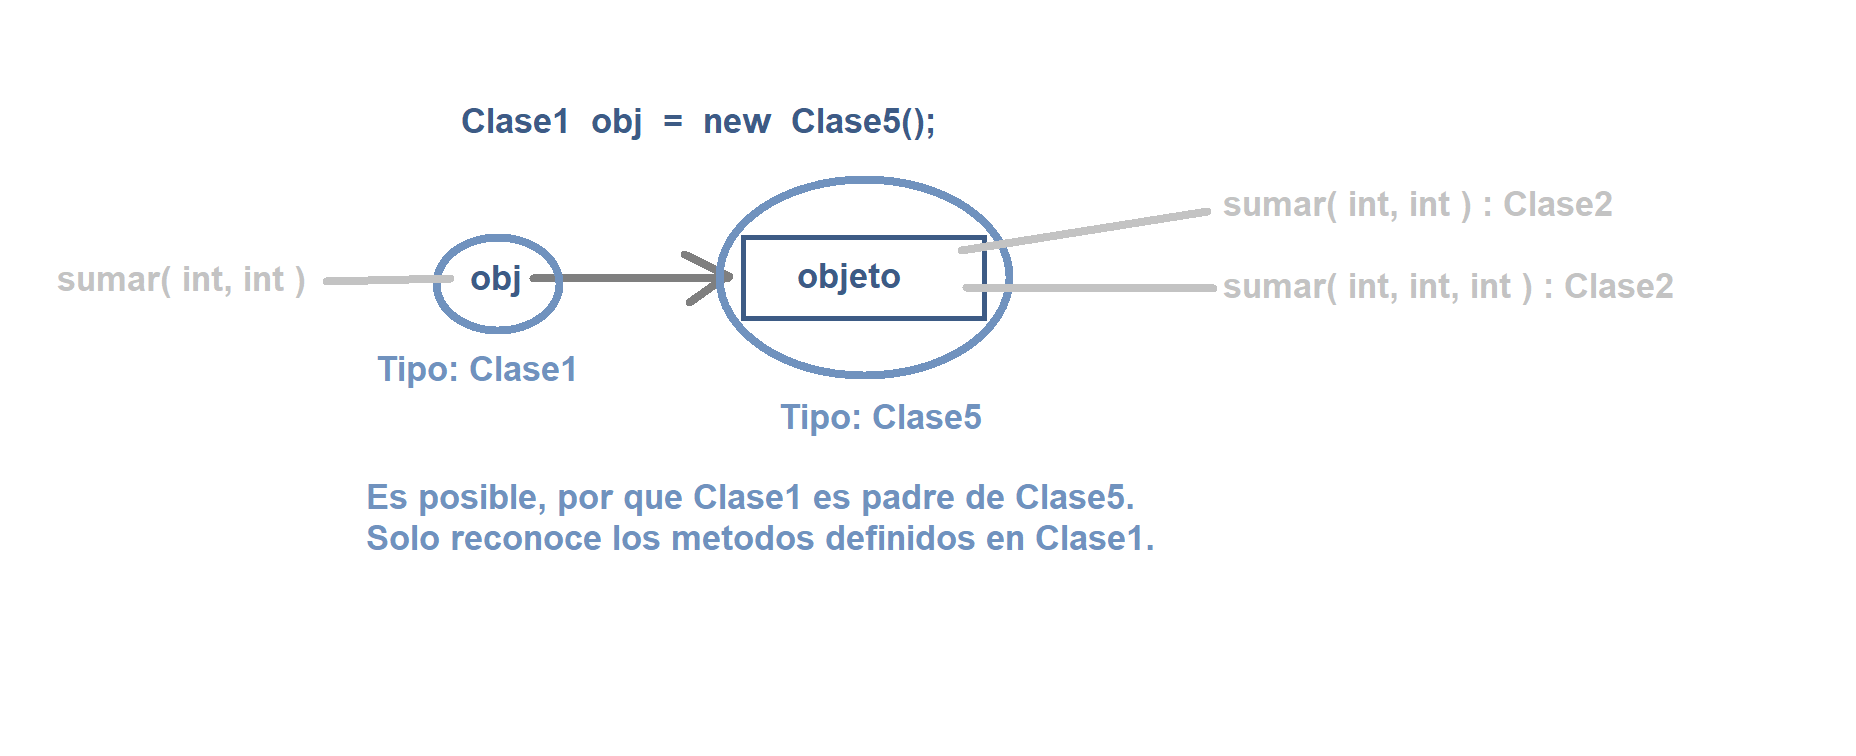 Clase1 obj = new Clase5();
sumar( int, int ) : Clase2
sumar( int, int )
obj
objeto
sumar( int, int, int ) : Clase2
Tipo: Clase1
Tipo: Clase5
Es posible, por que Clase1 es padre de Clase5.
Solo reconoce los metodos definidos en Clase1.